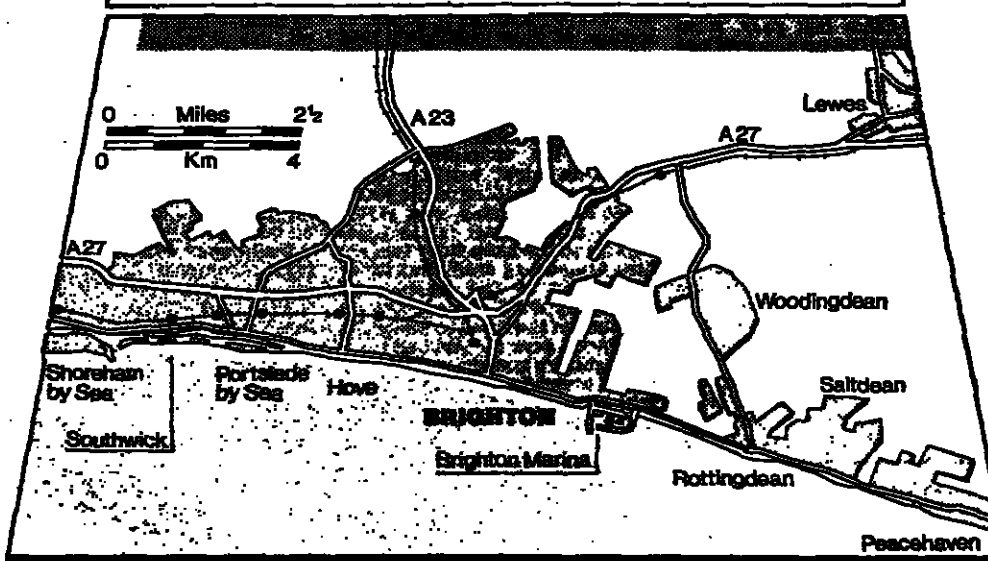 0 Miles 2½
0 Km 4
A23
A27
Lewes
A27
Woodingdean
Shoreham
by Sea
Portslade
by Sea
Hove
Saltdean
BRIGHTON
Southwick
Brighton Marina
Rottingdean
Peacehaven